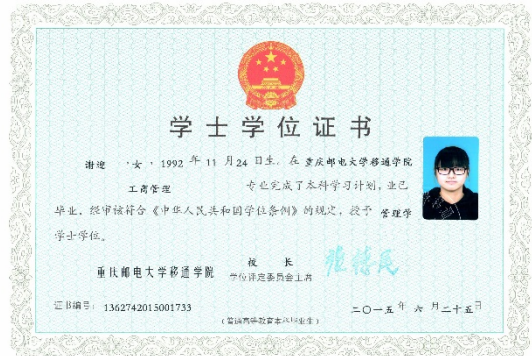 学士学位证书
谢迎 ，女，1992 年 11 月24 日生。在 重庆邮电大学移通学院
工商管理 专业完成了本科学习计划，业已
毕业。经审核符合《中华人民共和国学位条例》的规定，授予 管理学
学士学位。
重庆邮电大学移通学院 校 长
学位评定委员会主席
证书编号：1362742015001733 二○一五年 六 月二十五日
（普通高等教育本科毕业生）